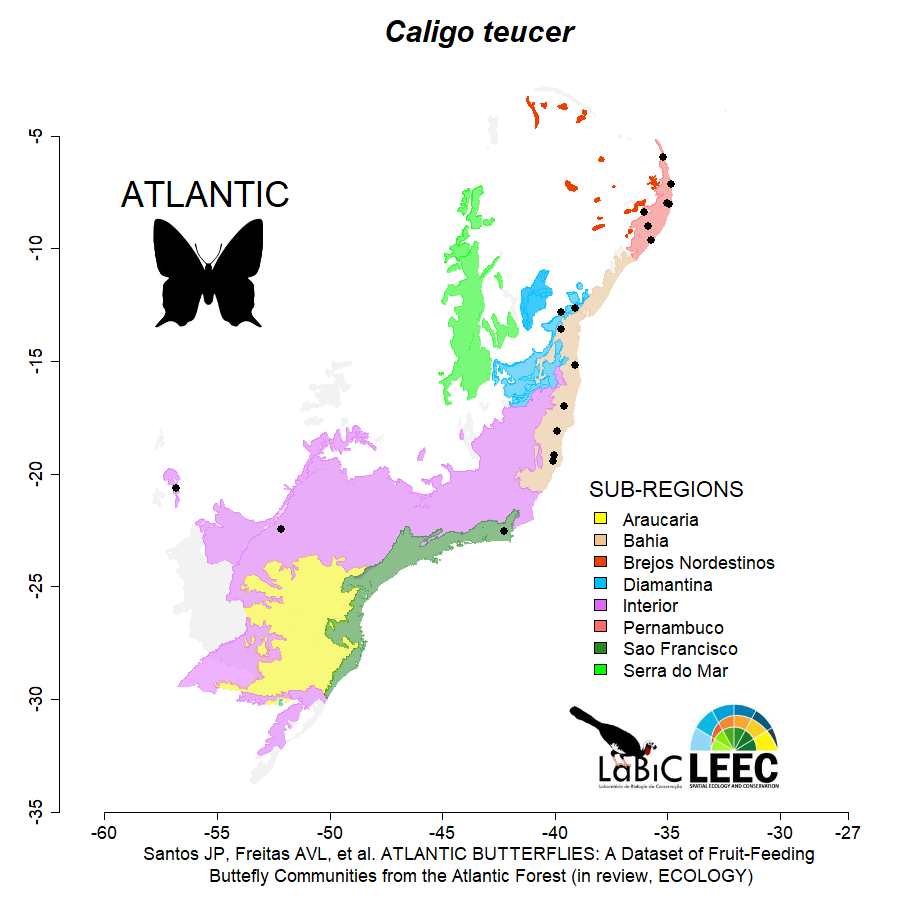 Caligo teucer
ATLANTIC
-5
-10
-15
-20
-25
-30
-35
SUB-REGIONS
Araucaria
Bahia
Brejos Nordestinos
Diamantina
Interior
Pernambuco
Sao Francisco
Serra do Mar
LaBiC LEEC
Laboratório de Biologia da Conservação SPATIAL ECOLOGY AND CONSERVATION
-60 -55 -50 -45 -40 -35 -30 -27
Santos JP, Freitas AVL, et al. ATLANTIC BUTTERFLIES: A Dataset of Fruit-Feeding
Buttefly Communities from the Atlantic Forest (in review, ECOLOGY)